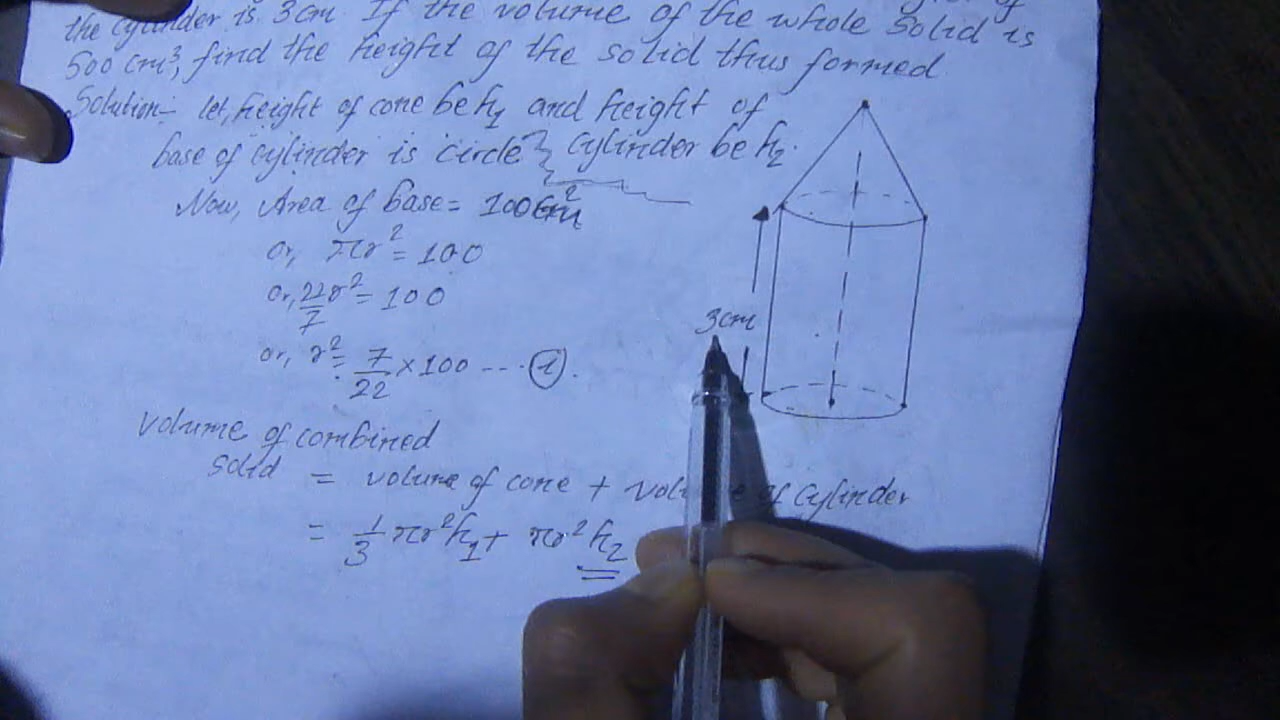 the cylinder is 3cm. If the volume of the whole solid is
500 cm³, find the height of the solid thus formed
Solution:- let, height of cone be h₁ and height of
base of cylinder is circle } cylinder be h₂.
Now, Area of base = 100cm²
or, πr² = 100
or, 22/7 r² = 100
or, r² = 7/22 × 100 --- (i).
3cm
volume of combined
solid = volume of cone + volume of cylinder
= 1/3 πr²h₁ + πr²h₂